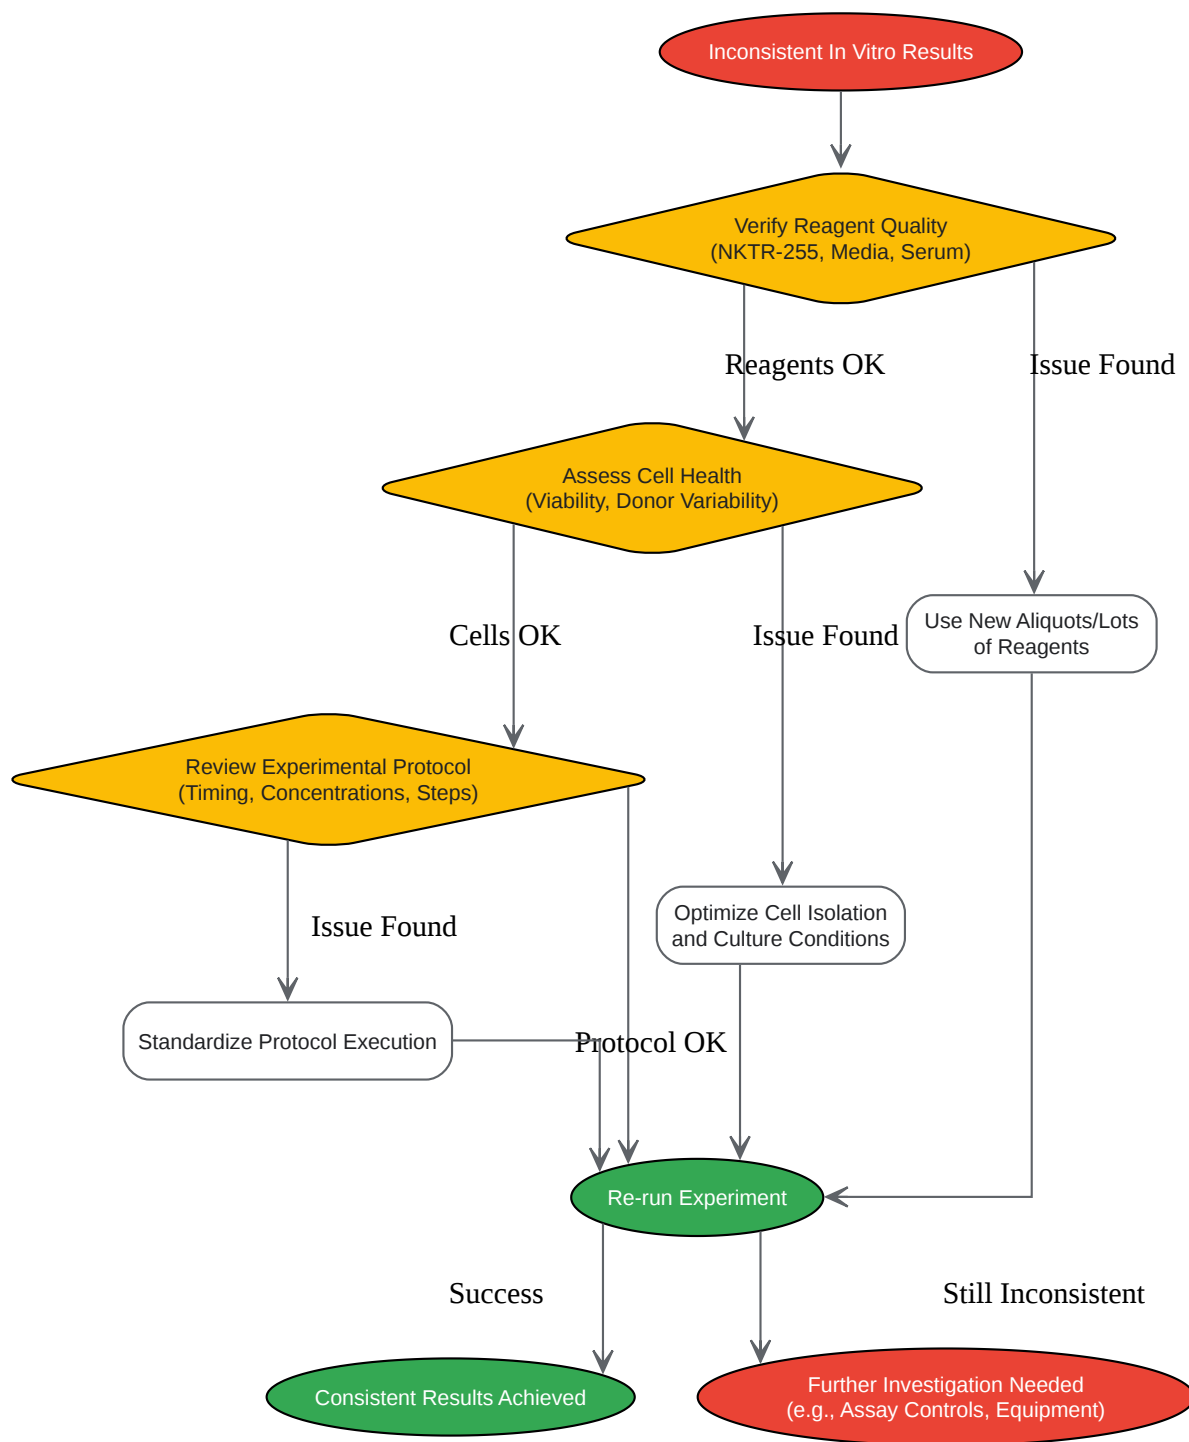 Inconsistent In Vitro Results
Verify Reagent Quality
(NKTR-255, Media, Serum)
Reagents OK
Issue Found
Assess Cell Health
(Viability, Donor Variability)
Use New Aliquots/Lots
of Reagents
Cells OK
Issue Found
Review Experimental Protocol
(Timing, Concentrations, Steps)
Optimize Cell Isolation
and Culture Conditions
Issue Found
Standardize Protocol Execution
Protocol OK
Re-run Experiment
Success
Still Inconsistent
Consistent Results Achieved
Further Investigation Needed
(e.g., Assay Controls, Equipment)